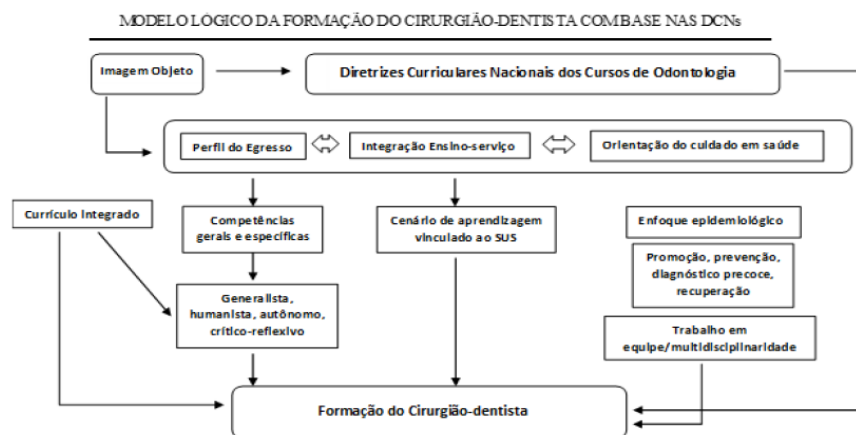 MODELO LÓGICO DA FORMAÇÃO DO CIRURGIÃO-DENTISTA COM BASE NAS DCNs
Imagem Objeto
Diretrizes Curriculares Nacionais dos Cursos de Odontologia
Perfil do Egresso
Integração Ensino-serviço
Orientação do cuidado em saúde
Currículo Integrado
Competências
gerais e específicas
Cenário de aprendizagem
vinculado ao SUS
Enfoque epidemiológico
Promoção, prevenção,
diagnóstico precoce,
recuperação
Generalista,
humanista, autônomo,
crítico-reflexivo
Trabalho em
equipe/multidisciplinaridade
Formação do Cirurgião-dentista